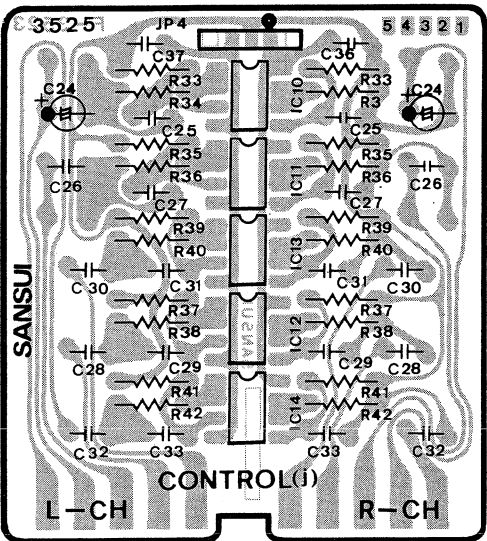 3525 JP4 5 4 3 2 1
C37 C36
R33 IC10 R33
C24 R34 R3 C24
+ +
C25 C25
R35 R35
C26 R36 IC11 R36 C26
C27 C27
R39 R39
R40 IC13 R40
C30 C31 C31 C30
SANSUI
R37 R37
R38 IC12 R38
SANSU
C28 C29 C29 C28
R41 R41
R42 IC14 R42
C32 C33 C33 C32
CONTROL(j)
L-CH R-CH